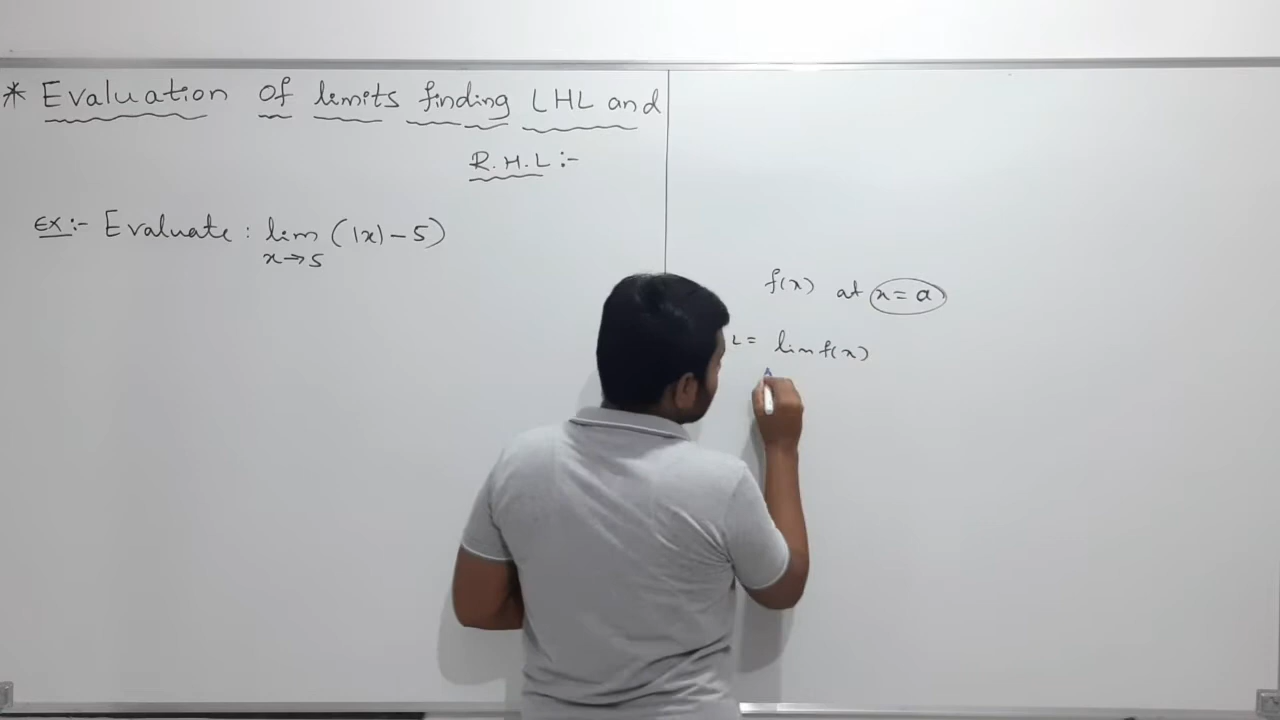 * Evaluation of limits finding LHL and
R.H.L :-
Ex :- Evaluate : lim (|x| - 5)
x→5
f(x) at x = a
L = lim f(x)